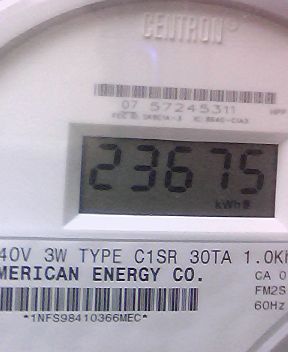 CENTRON®
07 57245311
23675
kWh
40V 3W TYPE C1SR 30TA 1.0K
MERICAN ENERGY CO.
CA 0
FM2S
60Hz
*1NFS98410366MEC*